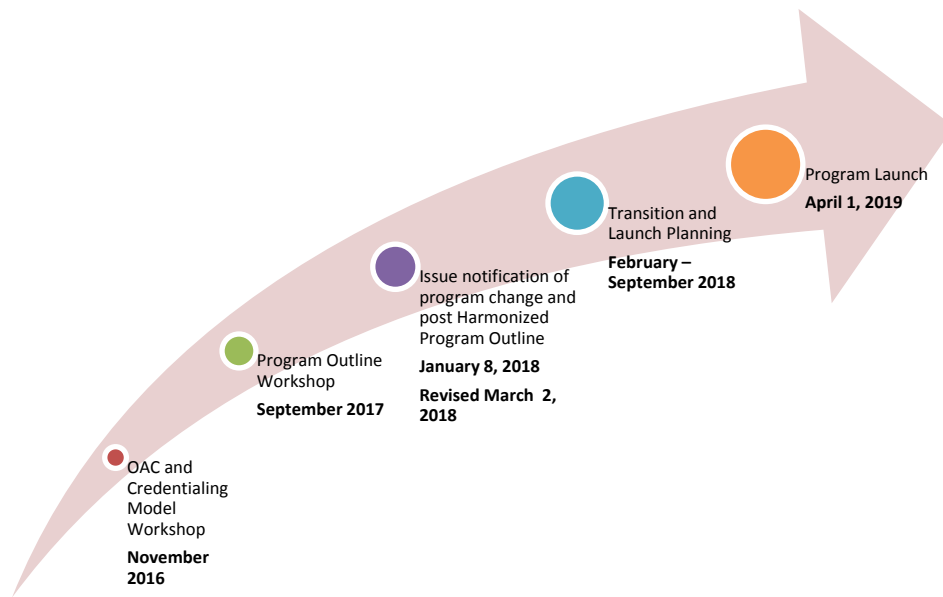 OAC and
Credentialing
Model
Workshop
November
2016
Program Outline
Workshop
September 2017
Issue notification of
program change and
post Harmonized
Program Outline
January 8, 2018
Revised March 2,
2018
Transition and
Launch Planning
February –
September 2018
Program Launch
April 1, 2019